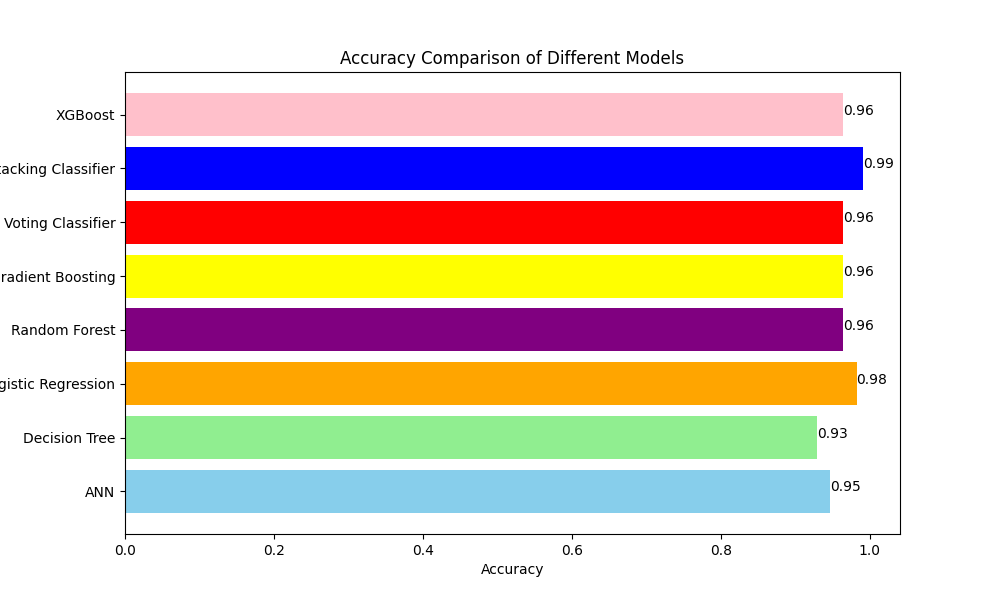 Accuracy Comparison of Different Models
XGBoost
0.96
tacking Classifier
0.99
Voting Classifier
0.96
radient Boosting
0.96
Random Forest
0.96
gistic Regression
0.98
Decision Tree
0.93
ANN
0.95
0.0 0.2 0.4 0.6 0.8 1.0
Accuracy